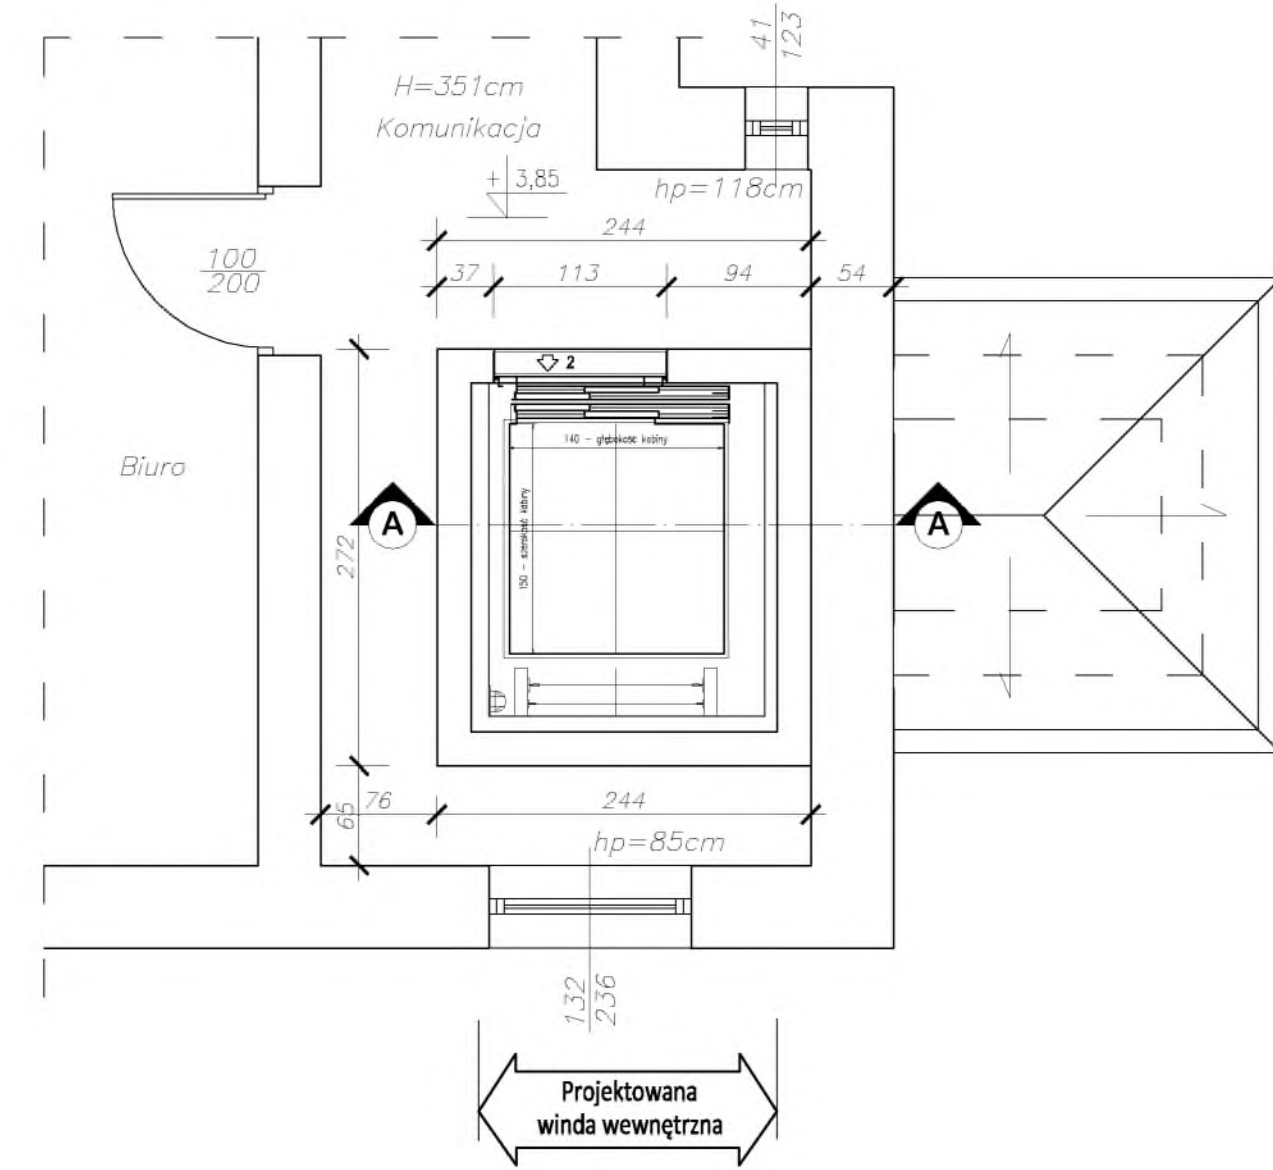 41
123
H=351cm
Komunikacja
+ 3,85
hp=118cm
244
100
200
37
113
94
54
2
140 - głębokość kabiny
Biuro
150 - szerokość kabiny
A
A
272
65
76
244
hp=85cm
132
236
Projektowana
winda wewnętrzna